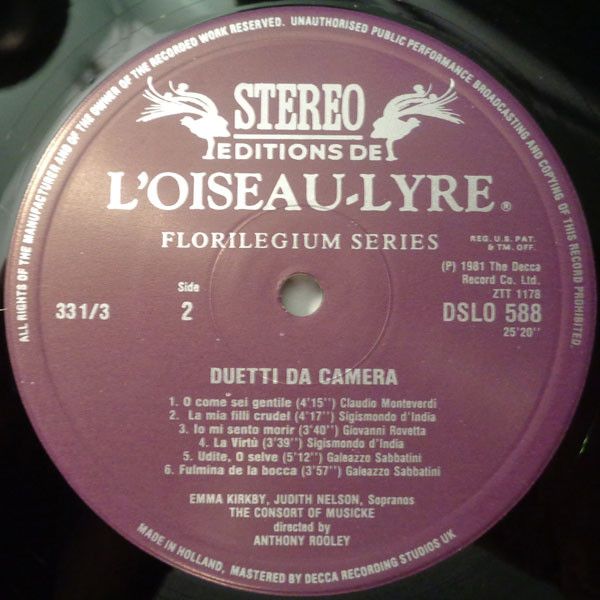 ALL RIGHTS OF THE MANUFACTURER AND OF THE OWNER OF THE RECORDED WORK RESERVED. UNAUTHORISED PUBLIC PERFORMANCE BROADCASTING AND COPYING OF THIS RECORD PROHIBITED.
STEREO
EDITIONS DE
L'OISEAU-LYRE®
FLORILEGIUM SERIES
REG. U.S. PAT.
& TM. OFF.
33 1/3
Side
2
(P) 1981 The Decca
Record Co. Ltd.
ZTT 1178
DSLO 588
25'20''
DUETTI DA CAMERA
1. O come sei gentile (4'15'') Claudio Monteverdi
2. La mia filli crudel (4'17'') Sigismondo d'India
3. Io mi sento morir (3'40'') Giovanni Rovetta
4. La Virtù (3'39'') Sigismondo d'India
5. Udite, O selve (5'12'') Galeazzo Sabbatini
6. Fulmina de la bocca (3'57'') Galeazzo Sabbatini
EMMA KIRKBY, JUDITH NELSON, Sopranos
THE CONSORT OF MUSICKE
directed by
ANTHONY ROOLEY
MADE IN HOLLAND, MASTERED BY DECCA RECORDING STUDIOS UK